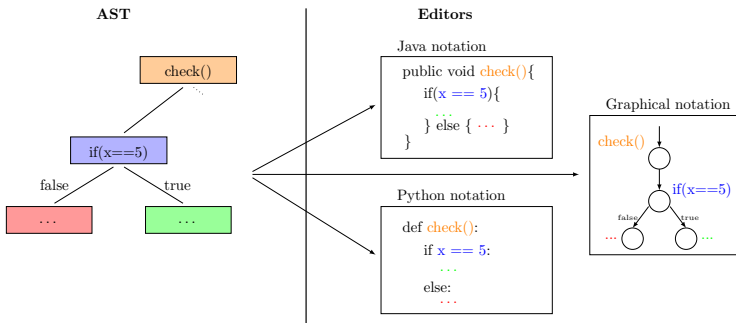 AST
check()
if(x==5)
false
true
...
...
Editors
Java notation
public void check(){
if(x == 5){
...
} else { ... }
}
Python notation
def check():
if x == 5:
...
else:
...
Graphical notation
check()
if(x==5)
false
true
...
...